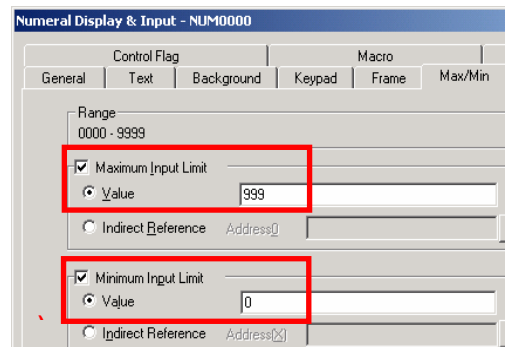 Numeral Display & Input - NUM0000
Control Flag Macro
General Text Background Keypad Frame Max/Min
Range
0000 - 9999
Maximum Input Limit
Value 999
Indirect Reference Address()
Minimum Input Limit
Value 0
Indirect Reference Address(X)